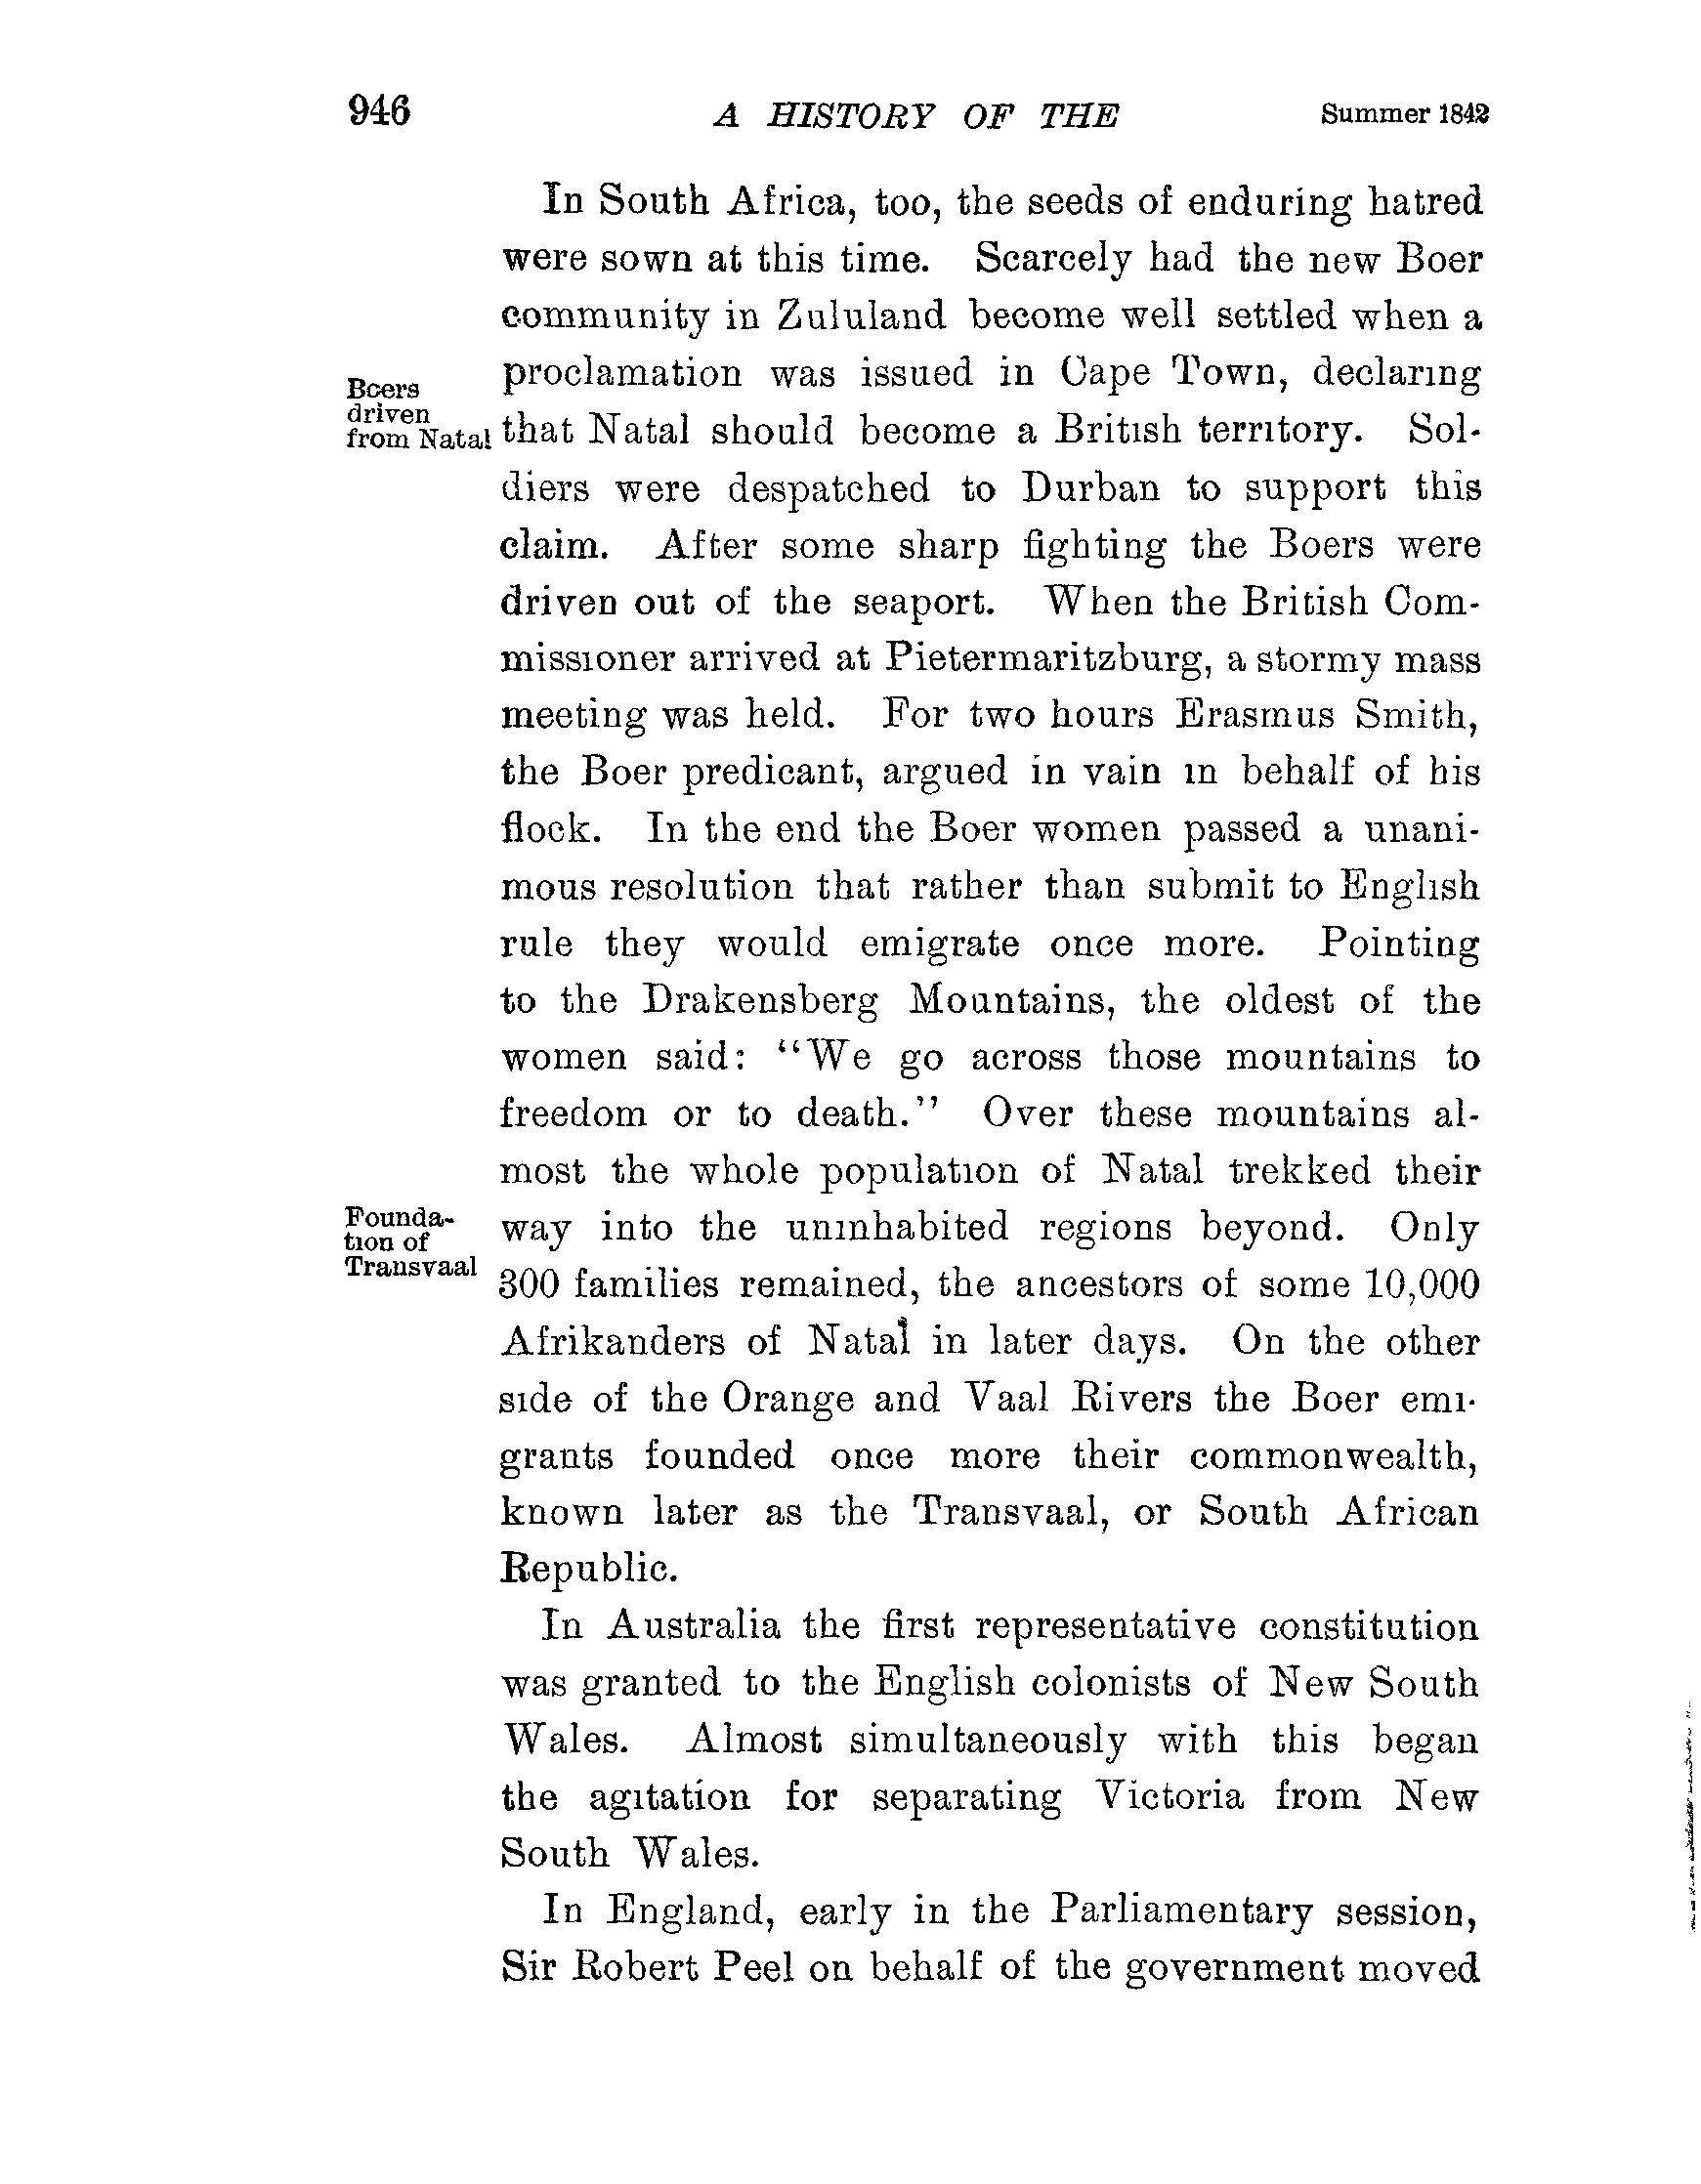 946
A HISTORY OF THE
Summer 1842
In South Africa, too, the seeds of enduring hatred
were sown at this time. Scarcely had the new Boer
community in Zululand become well settled when a
proclamation was issued in Cape Town, declaring
Boers
driven
from Natal
that Natal should become a British territory. Sol-
diers were despatched to Durban to support this
claim. After some sharp fighting the Boers were
driven out of the seaport. When the British Com-
missioner arrived at Pietermaritzburg, a stormy mass
meeting was held. For two hours Erasmus Smith,
the Boer predicant, argued in vain in behalf of his
flock. In the end the Boer women passed a unani-
mous resolution that rather than submit to English
rule they would emigrate once more. Pointing
to the Drakensberg Mountains, the oldest of the
women said: "We go across those mountains to
freedom or to death." Over these mountains al-
most the whole population of Natal trekked their
Founda-
tion of
Transvaal
way into the uninhabited regions beyond. Only
300 families remained, the ancestors of some 10,000
Afrikanders of Natal in later days. On the other
side of the Orange and Vaal Rivers the Boer emi-
grants founded once more their commonwealth,
known later as the Transvaal, or South African
Republic.
In Australia the first representative constitution
was granted to the English colonists of New South
Wales. Almost simultaneously with this began
the agitation for separating Victoria from New
South Wales.
In England, early in the Parliamentary session,
Sir Robert Peel on behalf of the government moved